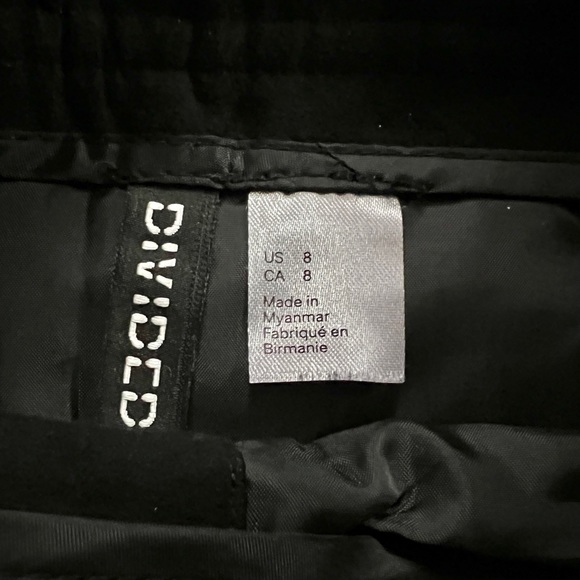 DIVIDED
US 8
CA 8
Made in
Myanmar
Fabriqué en
Birmanie